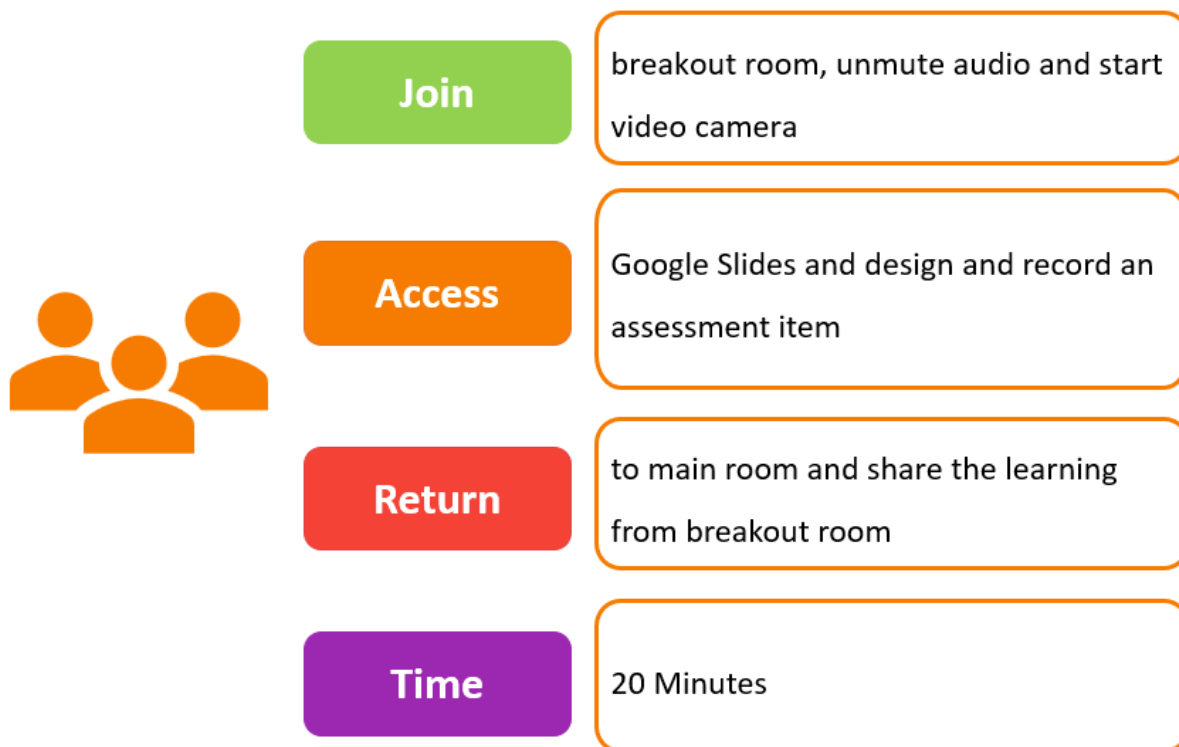 Join
breakout room, unmute audio and start
video camera
Access
Google Slides and design and record an
assessment item
Return
to main room and share the learning
from breakout room
Time
20 Minutes